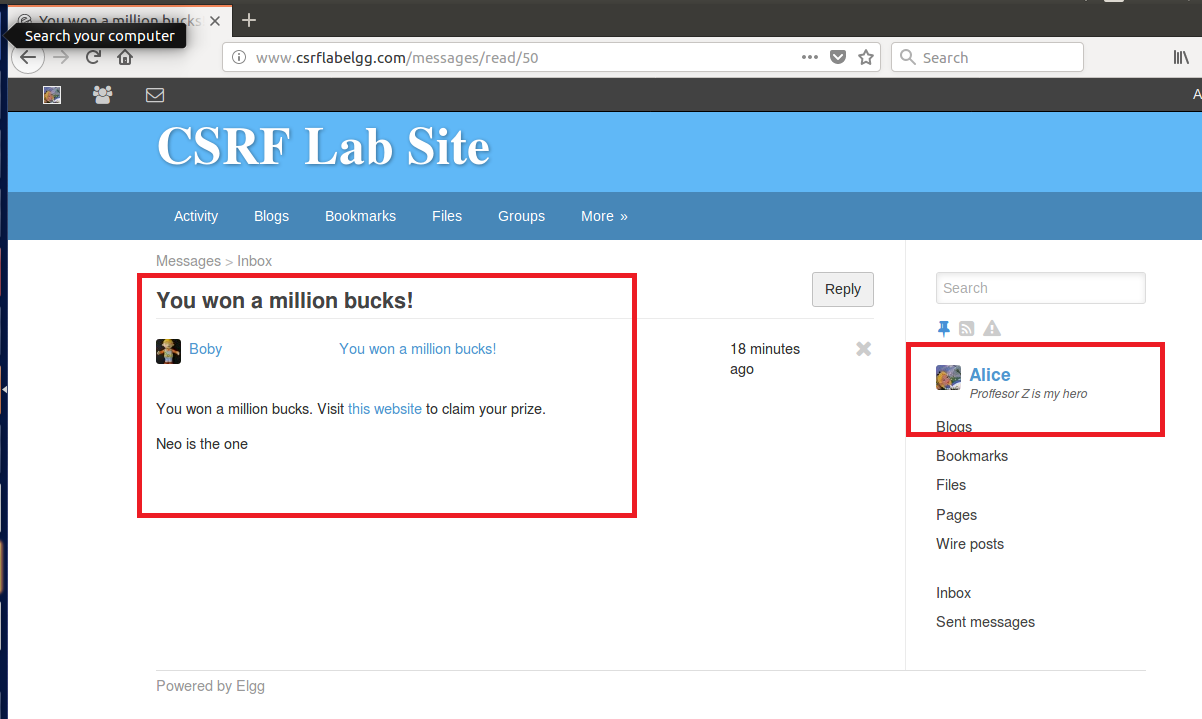 You won a million bucks
Search your computer
www.csrflabelgg.com/messages/read/50
Search
A
CSRF Lab Site
Activity Blogs Bookmarks Files Groups More »
Messages > Inbox
You won a million bucks!
Reply
Search
Boby You won a million bucks! 18 minutes
ago
Alice
Proffesor Z is my hero
You won a million bucks. Visit this website to claim your prize.
Neo is the one
Blogs
Bookmarks
Files
Pages
Wire posts
Inbox
Sent messages
Powered by Elgg